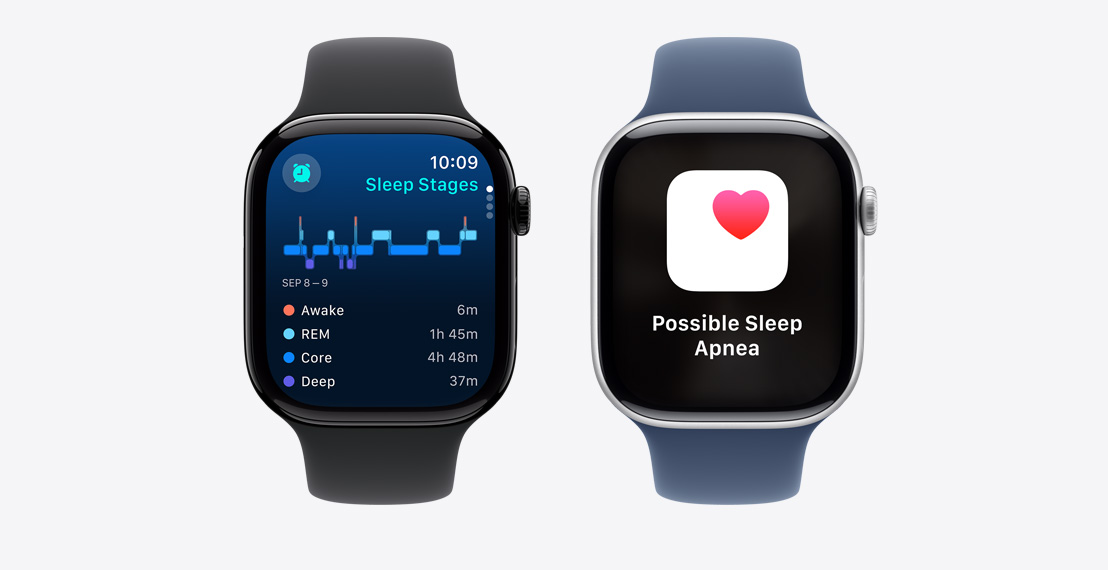 10:09
Sleep Stages
SEP 8 – 9
Awake 6m
REM 1h 45m
Core 4h 48m
Deep 37m
Possible Sleep
Apnea